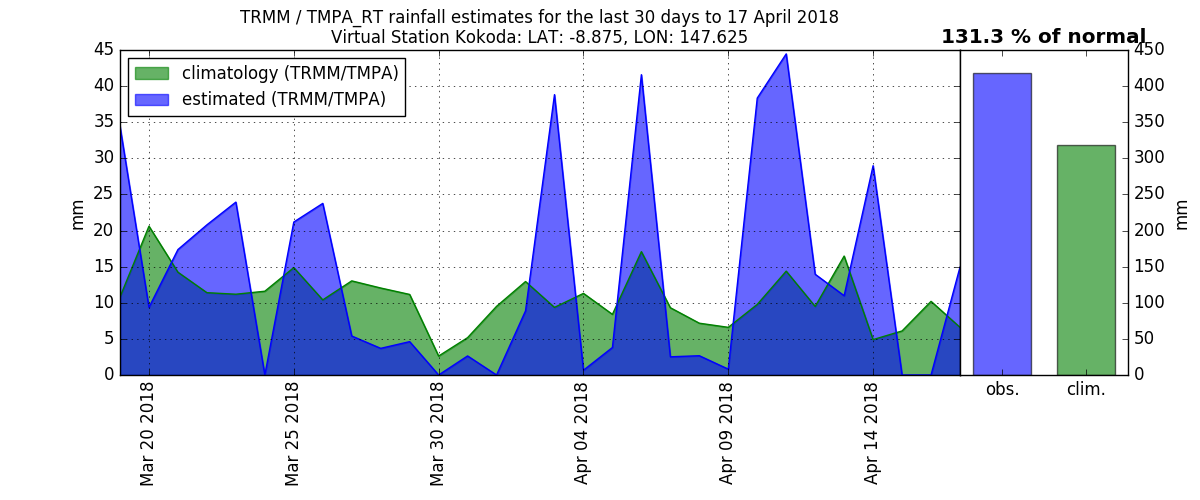 TRMM / TMPA_RT rainfall estimates for the last 30 days to 17 April 2018
Virtual Station Kokoda: LAT: -8.875, LON: 147.625
131.3 % of normal
climatology (TRMM/TMPA)
estimated (TRMM/TMPA)
mm
45
40
35
30
25
20
15
10
5
0
Mar 20 2018
Mar 25 2018
Mar 30 2018
Apr 04 2018
Apr 09 2018
Apr 14 2018
obs.
clim.
450
400
350
300
250
200
150
100
50
0
mm